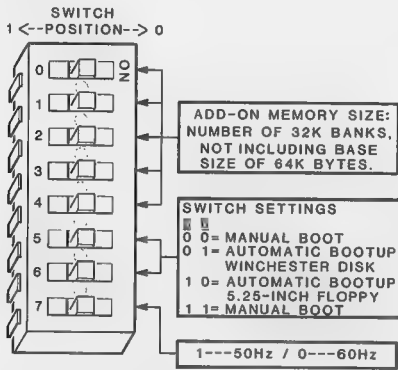 SWITCH
1 <--POSITION--> 0
NO
0
1
2
3
4
5
6
7
ADD-ON MEMORY SIZE:
NUMBER OF 32K BANKS,
NOT INCLUDING BASE
SIZE OF 64K BYTES.
SWITCH SETTINGS
0 0= MANUAL BOOT
0 1= AUTOMATIC BOOTUP
WINCHESTER DISK
1 0= AUTOMATIC BOOTUP
5.25-INCH FLOPPY
1 1= MANUAL BOOT
1---50Hz / 0---60Hz